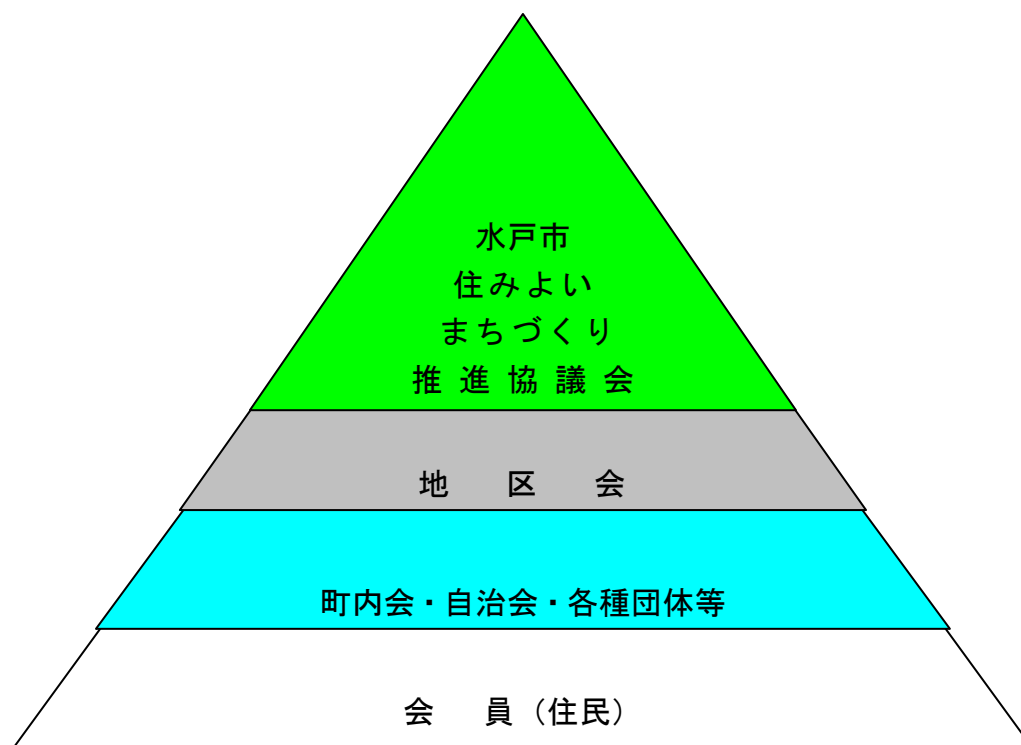 水戸市
住みよい
まちづくり
推進協議会
地区会
町内会・自治会・各種団体等
会員(住民)